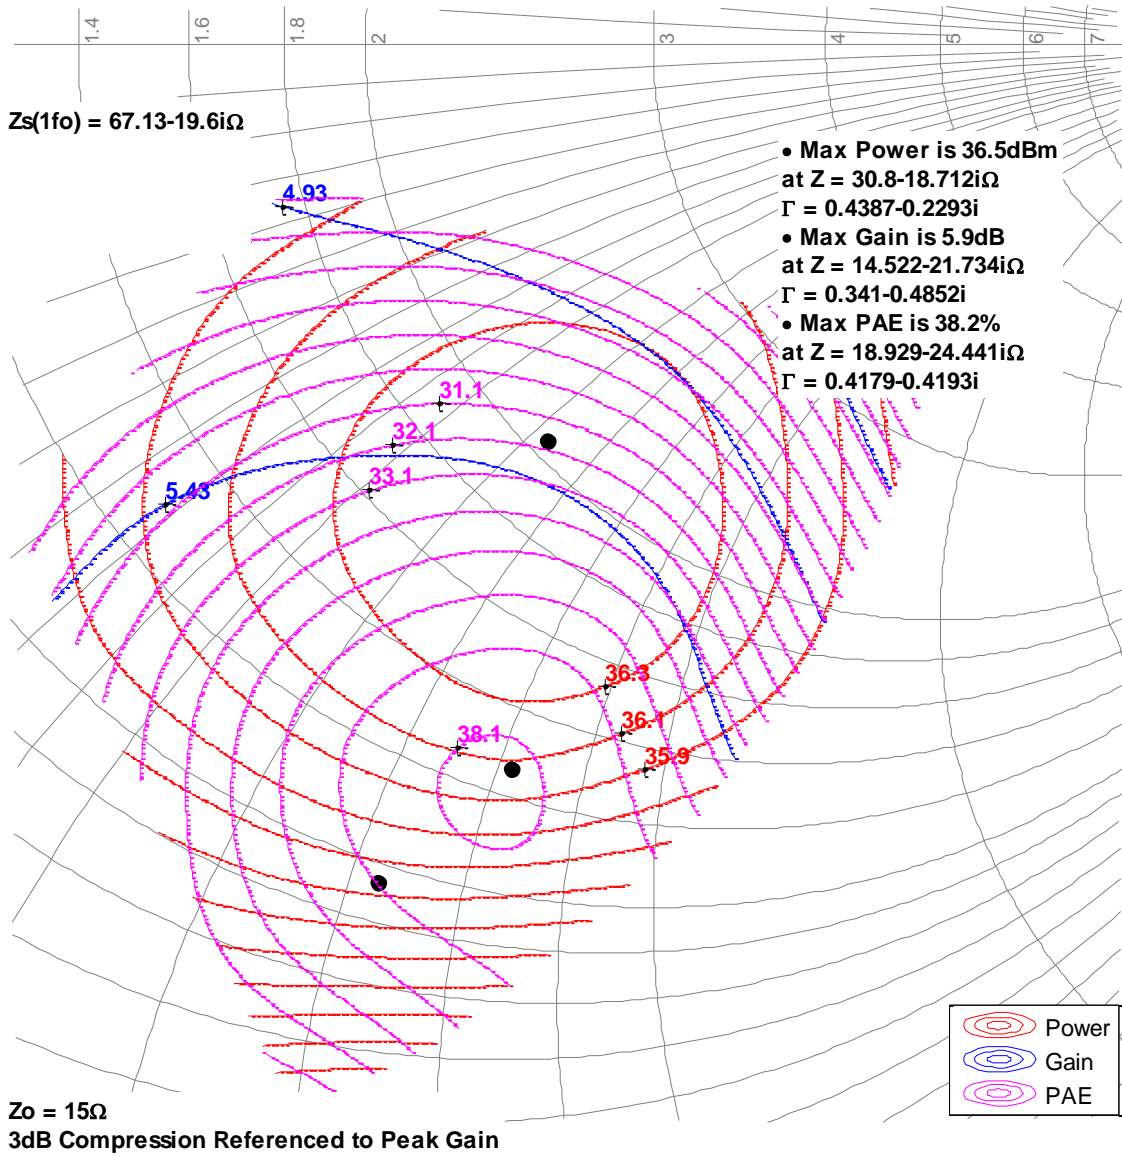 1.4
1.6
1.8
2
3
4
5
6
7
Zs(1fo) = 67.13-19.6iΩ
• Max Power is 36.5dBm
at Z = 30.8-18.712iΩ
Γ = 0.4387-0.2293i
• Max Gain is 5.9dB
at Z = 14.522-21.734iΩ
Γ = 0.341-0.4852i
• Max PAE is 38.2%
at Z = 18.929-24.441iΩ
Γ = 0.4179-0.4193i
4.93
31.1
32.1
33.1
5.43
36.3
36.1
38.1
35.9
Power
Gain
PAE
Zo = 15Ω
3dB Compression Referenced to Peak Gain